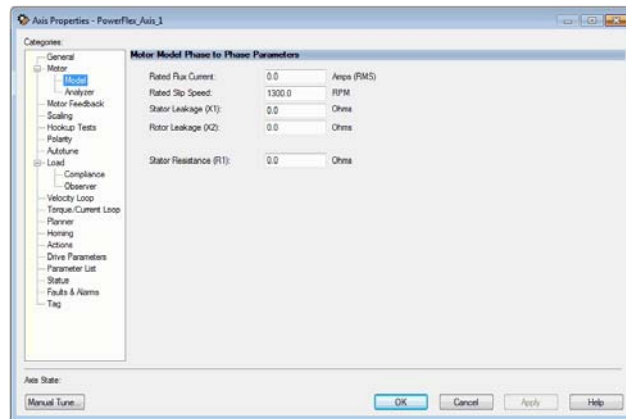 Axis Properties - PowerFlex_Axis_1
Categories:
General
Motor
Model
Analyzer
Motor Feedback
Scaling
Hookup Tests
Polarity
Autotune
Load
Compliance
Observer
Velocity Loop
Torque/Current Loop
Planner
Homing
Actions
Drive Parameters
Parameter List
Status
Faults & Alarms
Tag
Motor Model Phase to Phase Parameters
Rated Flux Current: 0.0 Amps (RMS)
Rated Slip Speed: 1300.0 RPM
Stator Leakage (X1): 0.0 Ohms
Rotor Leakage (X2): 0.0 Ohms
Stator Resistance (R1): 0.0 Ohms
Axis State:
Manual Tune... OK Cancel Apply Help